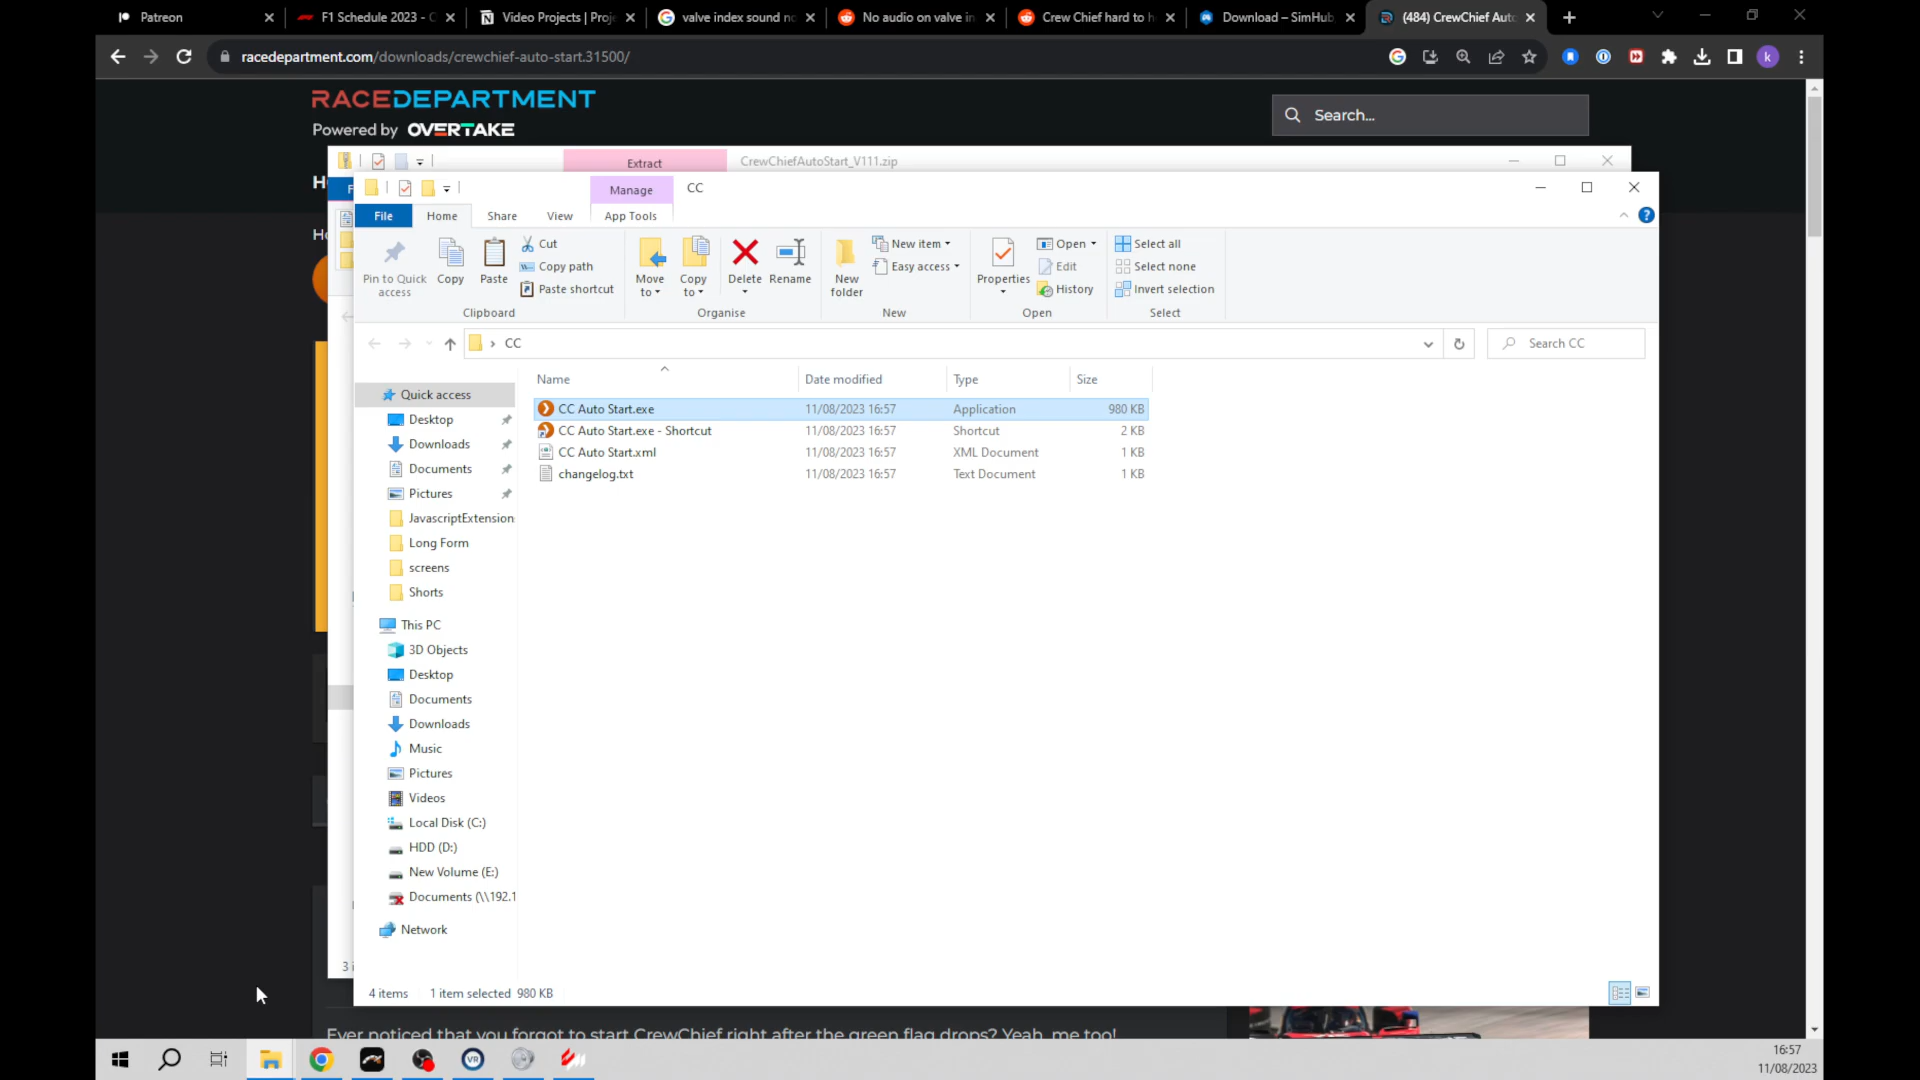 Patreon
F1 Schedule 2023 - C
Video Projects | Proj
valve index sound no
No audio on valve in
Crew Chief hard to h
Download – SimHub
(484) CrewChief Auto
racedepartment.com/downloads/crewchief-auto-start.31500/
k
RACEDEPARTMENT
Powered by OVERTAKE
Search...
Extract
CrewChiefAutoStart_V111.zip
Manage
CC
File
Home
Share
View
App Tools
Pin to Quick access
Copy
Paste
Cut
Copy path
Paste shortcut
Clipboard
Move to
Copy to
Delete
Rename
Organise
New folder
New item
Easy access
New
Properties
Open
Edit
History
Open
Select all
Select none
Invert selection
Select
CC
Search CC
Name
Date modified
Type
Size
CC Auto Start.exe 11/08/2023 16:57 Application 980 KB
CC Auto Start.exe - Shortcut 11/08/2023 16:57 Shortcut 2 KB
CC Auto Start.xml 11/08/2023 16:57 XML Document 1 KB
changelog.txt 11/08/2023 16:57 Text Document 1 KB
Quick access
Desktop
Downloads
Documents
Pictures
JavascriptExtension
Long Form
screens
Shorts
This PC
3D Objects
Desktop
Documents
Downloads
Music
Pictures
Videos
Local Disk (C:)
HDD (D:)
New Volume (E:)
Documents (\\192.1
Network
4 items 1 item selected 980 KB
Ever noticed that you forgot to start CrewChief right after the green flag drops? Yeah, me too!
VR
16:57
11/08/2023